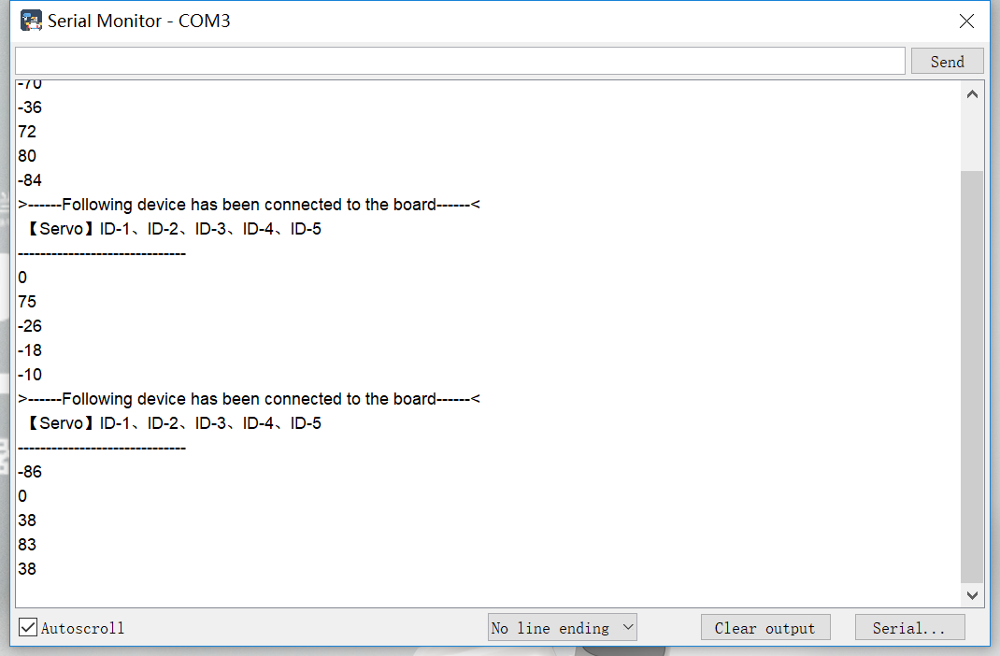 Serial Monitor - COM3
Send
-70
-36
72
80
-84
>------Following device has been connected to the board------<
【Servo】ID-1、ID-2、ID-3、ID-4、ID-5
------------------------------
0
75
-26
-18
-10
>------Following device has been connected to the board------<
【Servo】ID-1、ID-2、ID-3、ID-4、ID-5
------------------------------
-86
0
38
83
38
Autoscroll
No line ending
Clear output
Serial...